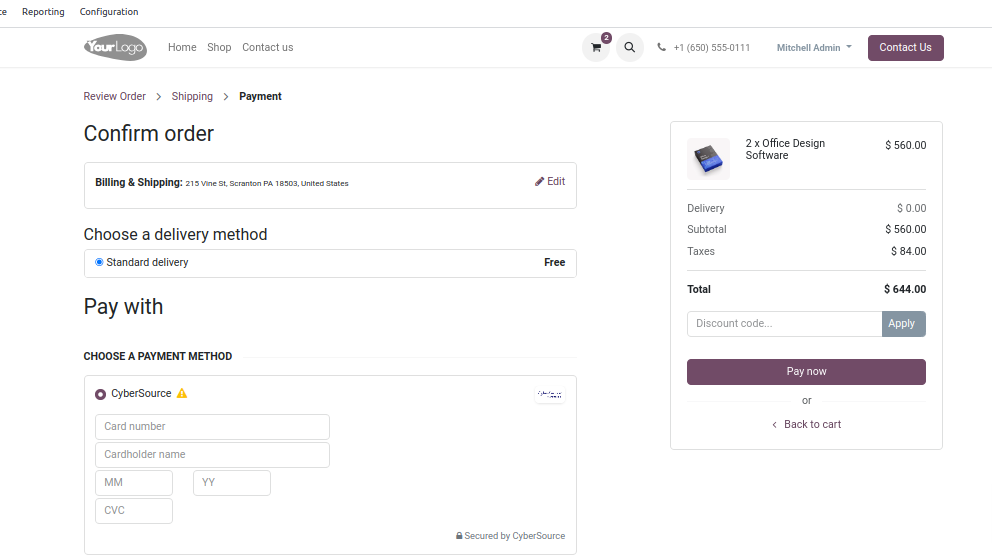 ce Reporting Configuration
YourLogo Home Shop Contact us 2 +1 (650) 555-0111 Mitchell Admin Contact Us
Review Order > Shipping > Payment
Confirm order
Billing & Shipping: 215 Vine St, Scranton PA 18503, United States Edit
Choose a delivery method
Standard delivery Free
Pay with
CHOOSE A PAYMENT METHOD
CyberSource
Card number
Cardholder name
MM YY
CVC
Secured by CyberSource
2 x Office Design Software $ 560.00
Delivery $ 0.00
Subtotal $ 560.00
Taxes $ 84.00
Total $ 644.00
Discount code... Apply
Pay now
or
< Back to cart